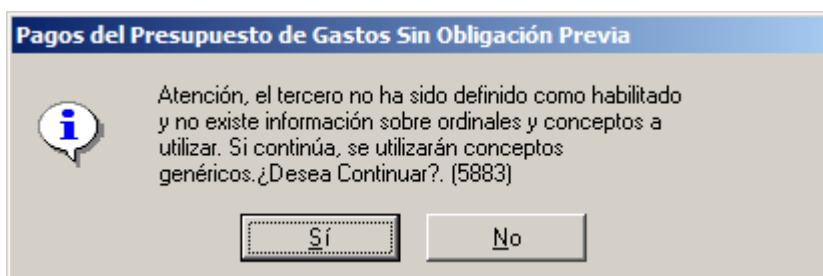 Pagos del Presupuesto de Gastos Sin Obligación Previa
Atención, el tercero no ha sido definido como habilitado
y no existe información sobre ordinales y conceptos a
utilizar. Si continúa, se utilizarán conceptos
genéricos.¿Desea Continuar?. (5883)
Sí
No